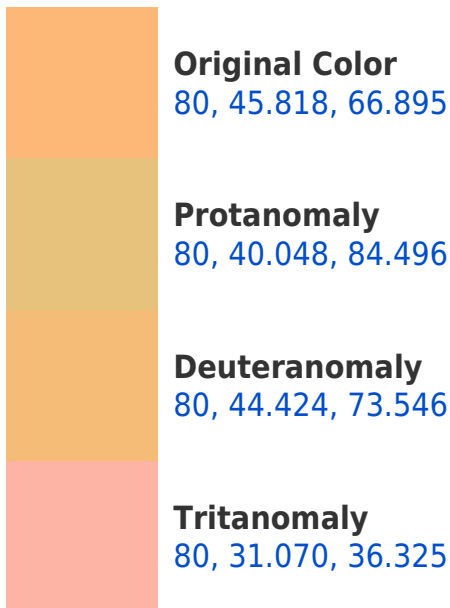 Original Color
80, 45.818, 66.895
Protanomaly
80, 40.048, 84.496
Deuteranomaly
80, 44.424, 73.546
Tritanomaly
80, 31.070, 36.325